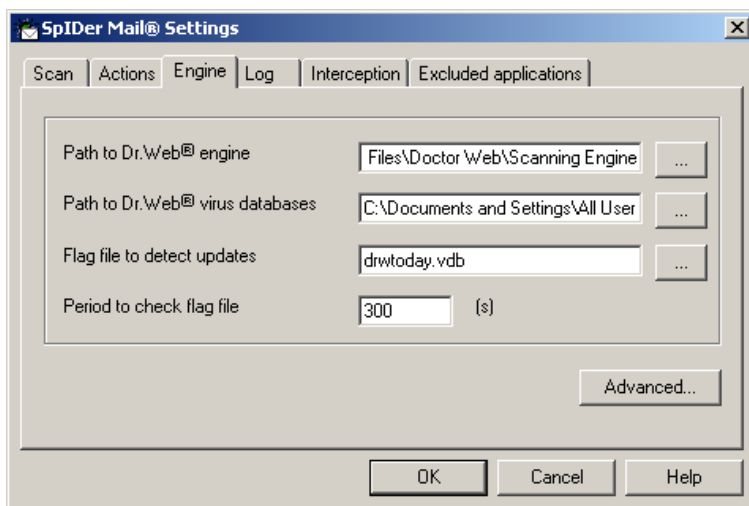 SpIDer Mail® Settings
Scan Actions Engine Log Interception Excluded applications
Path to Dr.Web® engine Files\Doctor Web\Scanning Engine ...
Path to Dr.Web® virus databases C:\Documents and Settings\All User ...
Flag file to detect updates drwtoday.vdb ...
Period to check flag file 300 (s)
Advanced...
OK Cancel Help